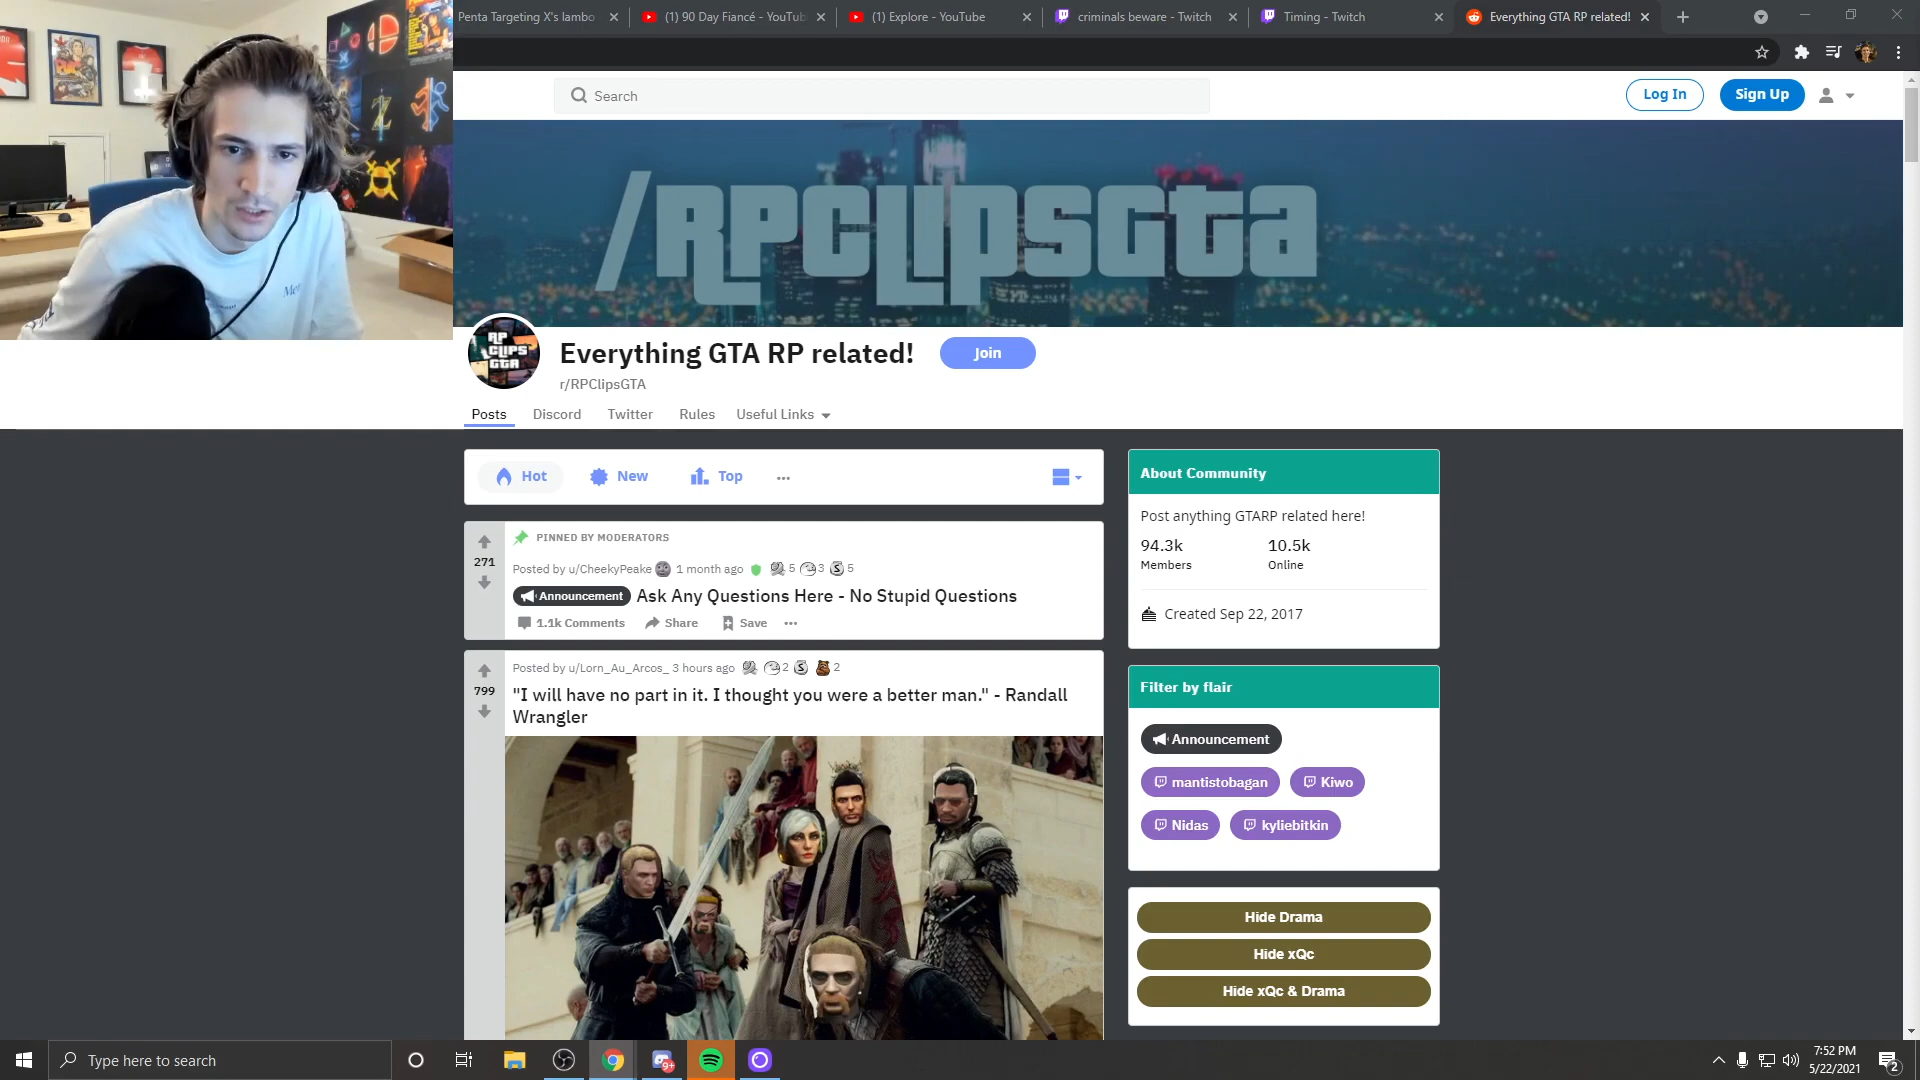 Penta Targeting X's lambo
(1) 90 Day Fiancé - YouTub
(1) Explore - YouTube
criminals beware - Twitch
Timing - Twitch
Everything GTA RP related!
Search
Log In
Sign Up
/RPClipsGta
RP
CLIPS
GTA
Everything GTA RP related!
Join
r/RPClipsGTA
Posts
Discord
Twitter
Rules
Useful Links
Hot
New
Top
PINNED BY MODERATORS
271
Posted by u/CheekyPeake 1 month ago 5 3 5
Announcement Ask Any Questions Here - No Stupid Questions
1.1k Comments Share Save
799
Posted by u/Lorn_Au_Arcos_ 3 hours ago 2 2
"I will have no part in it. I thought you were a better man." - Randall
Wrangler
About Community
Post anything GTARP related here!
94.3k 10.5k
Members Online
Created Sep 22, 2017
Filter by flair
Announcement
mantistobagan Kiwo
Nidas kyliebitkin
Hide Drama
Hide xQc
Hide xQc & Drama
Type here to search
9+
7:52 PM
5/22/2021
2